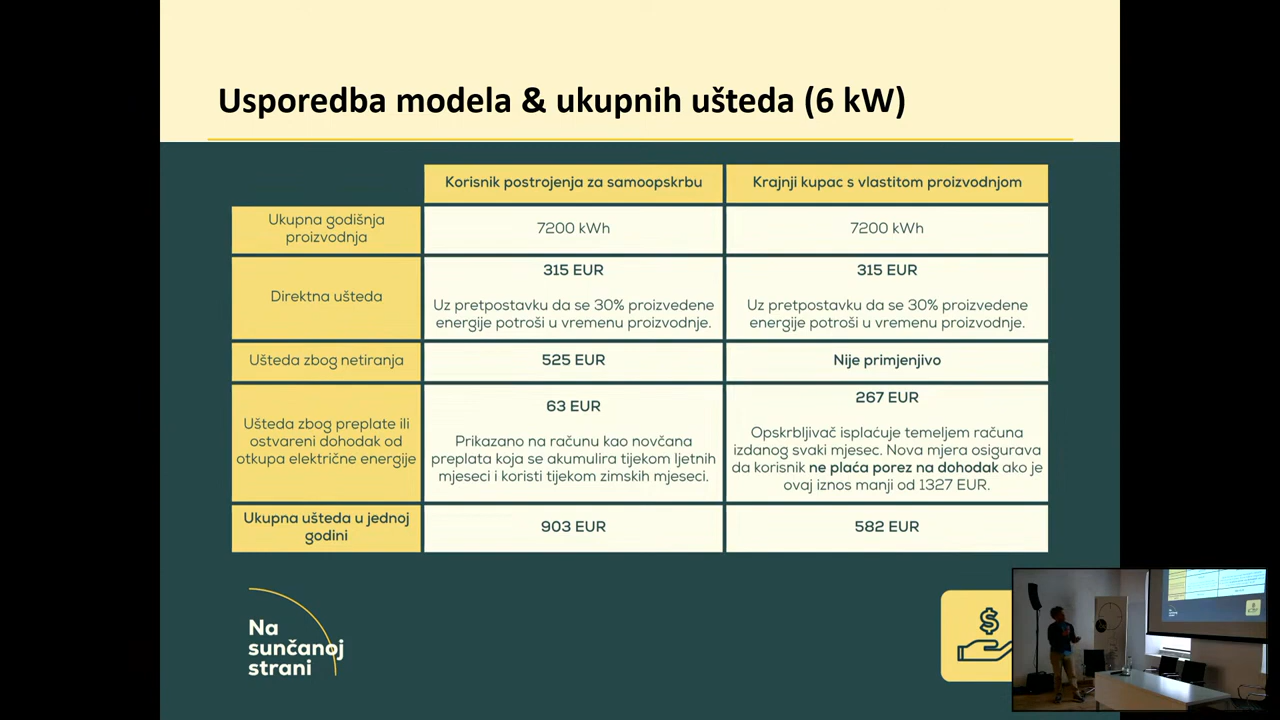 Usporedba modela & ukupnih ušteda (6 kW)
Korisnik postrojenja za samoopskrbu
Krajnji kupac s vlastitom proizvodnjom
Ukupna godišnja
proizvodnja
7200 kWh
7200 kWh
Direktna ušteda
315 EUR
Uz pretpostavku da se 30% proizvedene
energije potroši u vremenu proizvodnje.
315 EUR
Uz pretpostavku da se 30% proizvedene
energije potroši u vremenu proizvodnje.
Ušteda zbog netiranja
525 EUR
Nije primjenjivo
Ušteda zbog preplate ili
ostvareni dohodak od
otkupa električne energije
63 EUR
Prikazano na računu kao novčana
preplata koja se akumulira tijekom ljetnih
mjeseci i koristi tijekom zimskih mjeseci.
267 EUR
Opskrbljivač isplaćuje temeljem računa
izdanog svaki mjesec. Nova mjera osigurava
da korisnik ne plaća porez na dohodak ako je
ovaj iznos manji od 1327 EUR.
Ukupna ušteda u jednoj
godini
903 EUR
582 EUR
Na
sunčanoj
strani
$